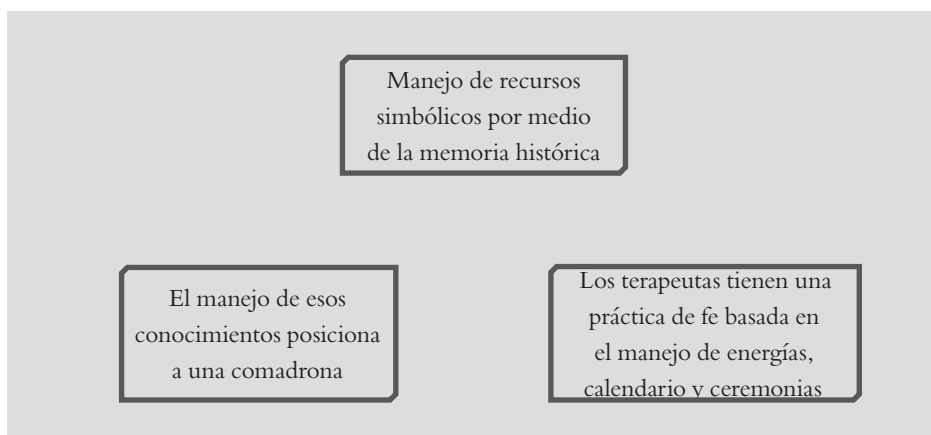 Manejo de recursos
simbólicos por medio
de la memoria histórica
El manejo de esos
conocimientos posiciona
a una comadrona
Los terapeutas tienen una
práctica de fe basada en
el manejo de energías,
calendario y ceremonias